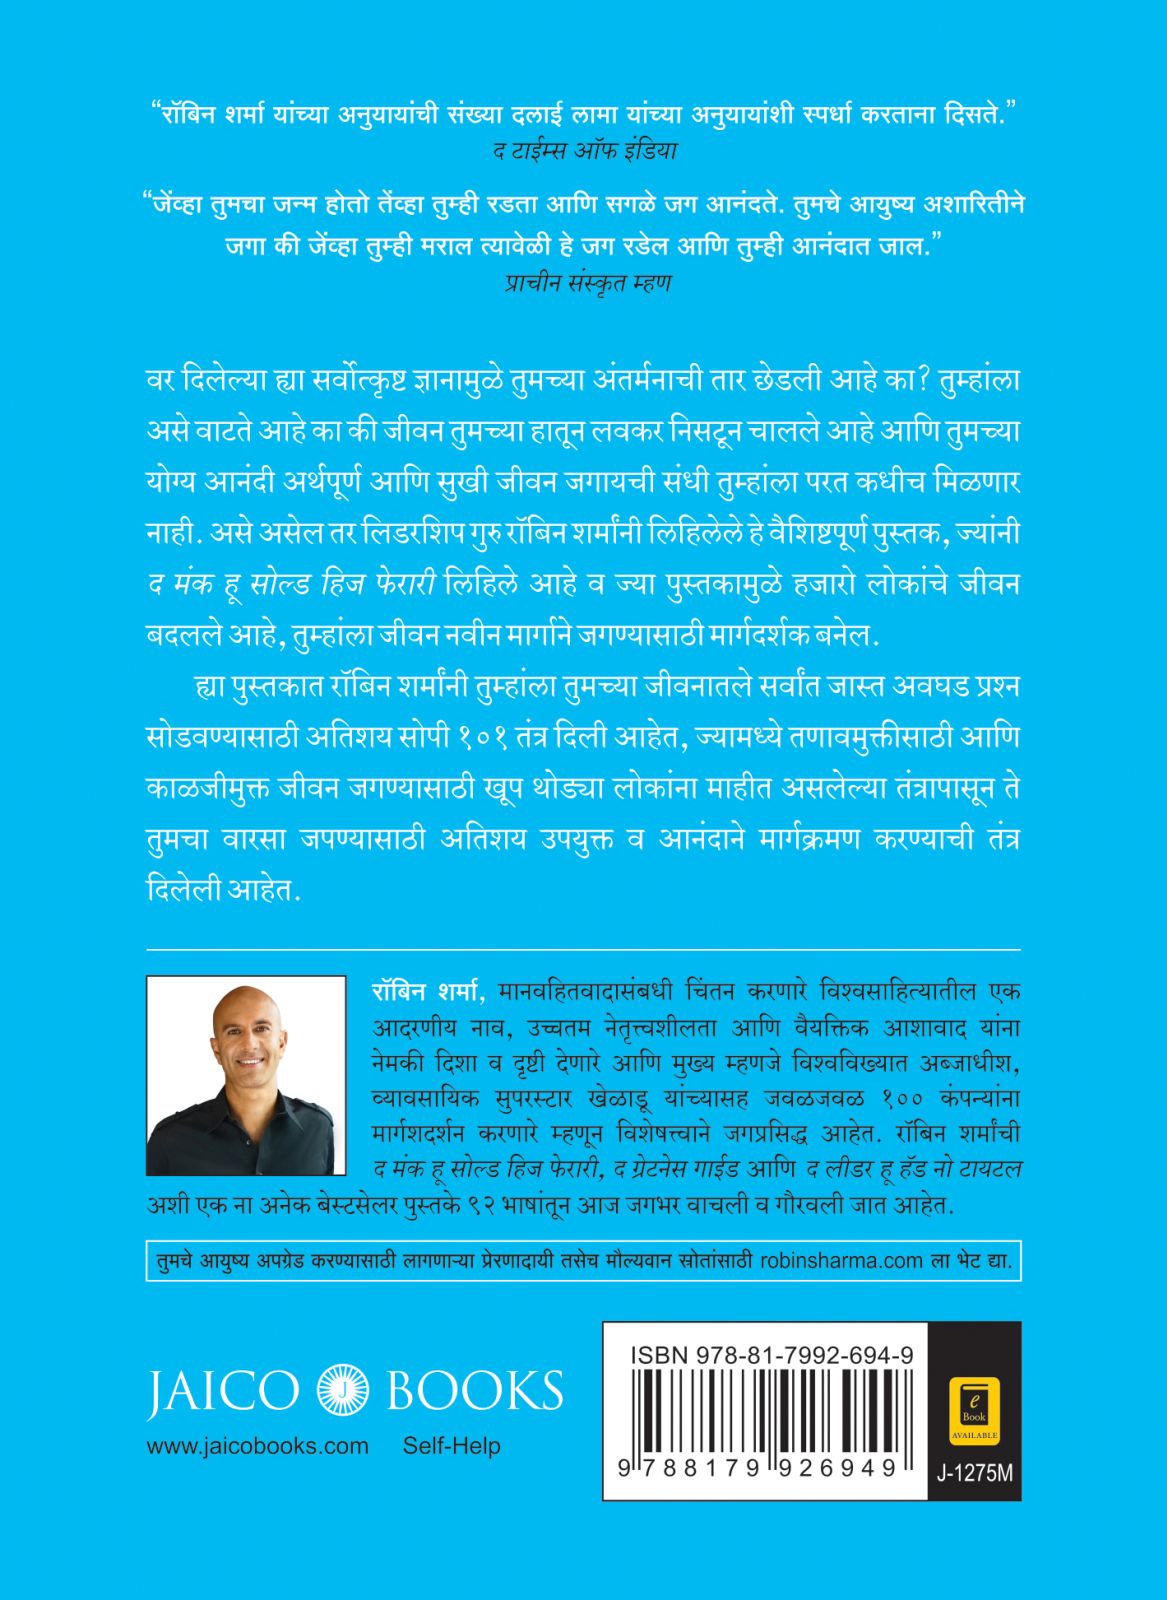 “रॉबिन शर्मा यांच्या अनुयायांची संख्या दलाई लामा यांच्या अनुयायांशी स्पर्धा करताना दिसते.”
द टाईम्स ऑफ इंडिया
“जेंव्हा तुमचा जन्म होतो तेंव्हा तुम्ही रडता आणि सगळे जग आनंदते. तुमचे आयुष्य अशारितीने
जगा की जेंव्हा तुम्ही मराल त्यावेळी हे जग रडेल आणि तुम्ही आनंदात जाल.”
प्राचीन संस्कृत म्हण
वर दिलेल्या ह्या सर्वोत्कृष्ट ज्ञानामुळे तुमच्या अंतर्मनाची तार छेडली आहे का? तुम्हांला
असे वाटते आहे का की जीवन तुमच्या हातून लवकर निसटून चालले आहे आणि तुमच्या
योग्य आनंदी अर्थपूर्ण आणि सुखी जीवन जगायची संधी तुम्हांला परत कधीच मिळणार
नाही. असे असेल तर लिडरशिप गुरु रॉबिन शर्मांनी लिहिलेले हे वैशिष्टपूर्ण पुस्तक, ज्यांनी
द मंक हू सोल्ड हिज फेरारी लिहिले आहे व ज्या पुस्तकामुळे हजारो लोकांचे जीवन
बदलले आहे, तुम्हांला जीवन नवीन मार्गाने जगण्यासाठी मार्गदर्शक बनेल.
ह्या पुस्तकात रॉबिन शर्मांनी तुम्हांला तुमच्या जीवनातले सर्वांत जास्त अवघड प्रश्न
सोडवण्यासाठी अतिशय सोपी १०१ तंत्र दिली आहेत, ज्यामध्ये तणावमुक्तीसाठी आणि
काळजीमुक्त जीवन जगण्यासाठी खूप थोड्या लोकांना माहीत असलेल्या तंत्रापासून ते
तुमचा वारसा जपण्यासाठी अतिशय उपयुक्त व आनंदाने मार्गक्रमण करण्याची तंत्र
दिलेली आहेत.
रॉबिन शर्मा, मानवहितवादासंबधी चिंतन करणारे विश्वसाहित्यातील एक
आदरणीय नाव, उच्चतम नेतृत्त्वशीलता आणि वैयक्तिक आशावाद यांना
नेमकी दिशा व दृष्टी देणारे आणि मुख्य म्हणजे विश्वविख्यात अब्जाधीश,
व्यावसायिक सुपरस्टार खेळाडू यांच्यासह जवळजवळ १०० कंपन्यांना
मार्गशदर्शन करणारे म्हणून विशेषत्त्वाने जगप्रसिद्ध आहेत. रॉबिन शर्मांची
द मंक हू सोल्ड हिज फेरारी, द ग्रेटनेस गाईड आणि द लीडर हू हॅड नो टायटल
अशी एक ना अनेक बेस्टसेलर पुस्तके ९२ भाषांतून आज जगभर वाचली व गौरवली जात आहेत.
तुमचे आयुष्य अपग्रेड करण्यासाठी लागणाऱ्या प्रेरणादायी तसेच मौल्यवान स्रोतांसाठी robinsharma.com ला भेट द्या.
JAICO J BOOKS
www.jaicobooks.com Self-Help
ISBN 978-81-7992-694-9
9 788179 926949
e
Book
AVAILABLE
J-1275M